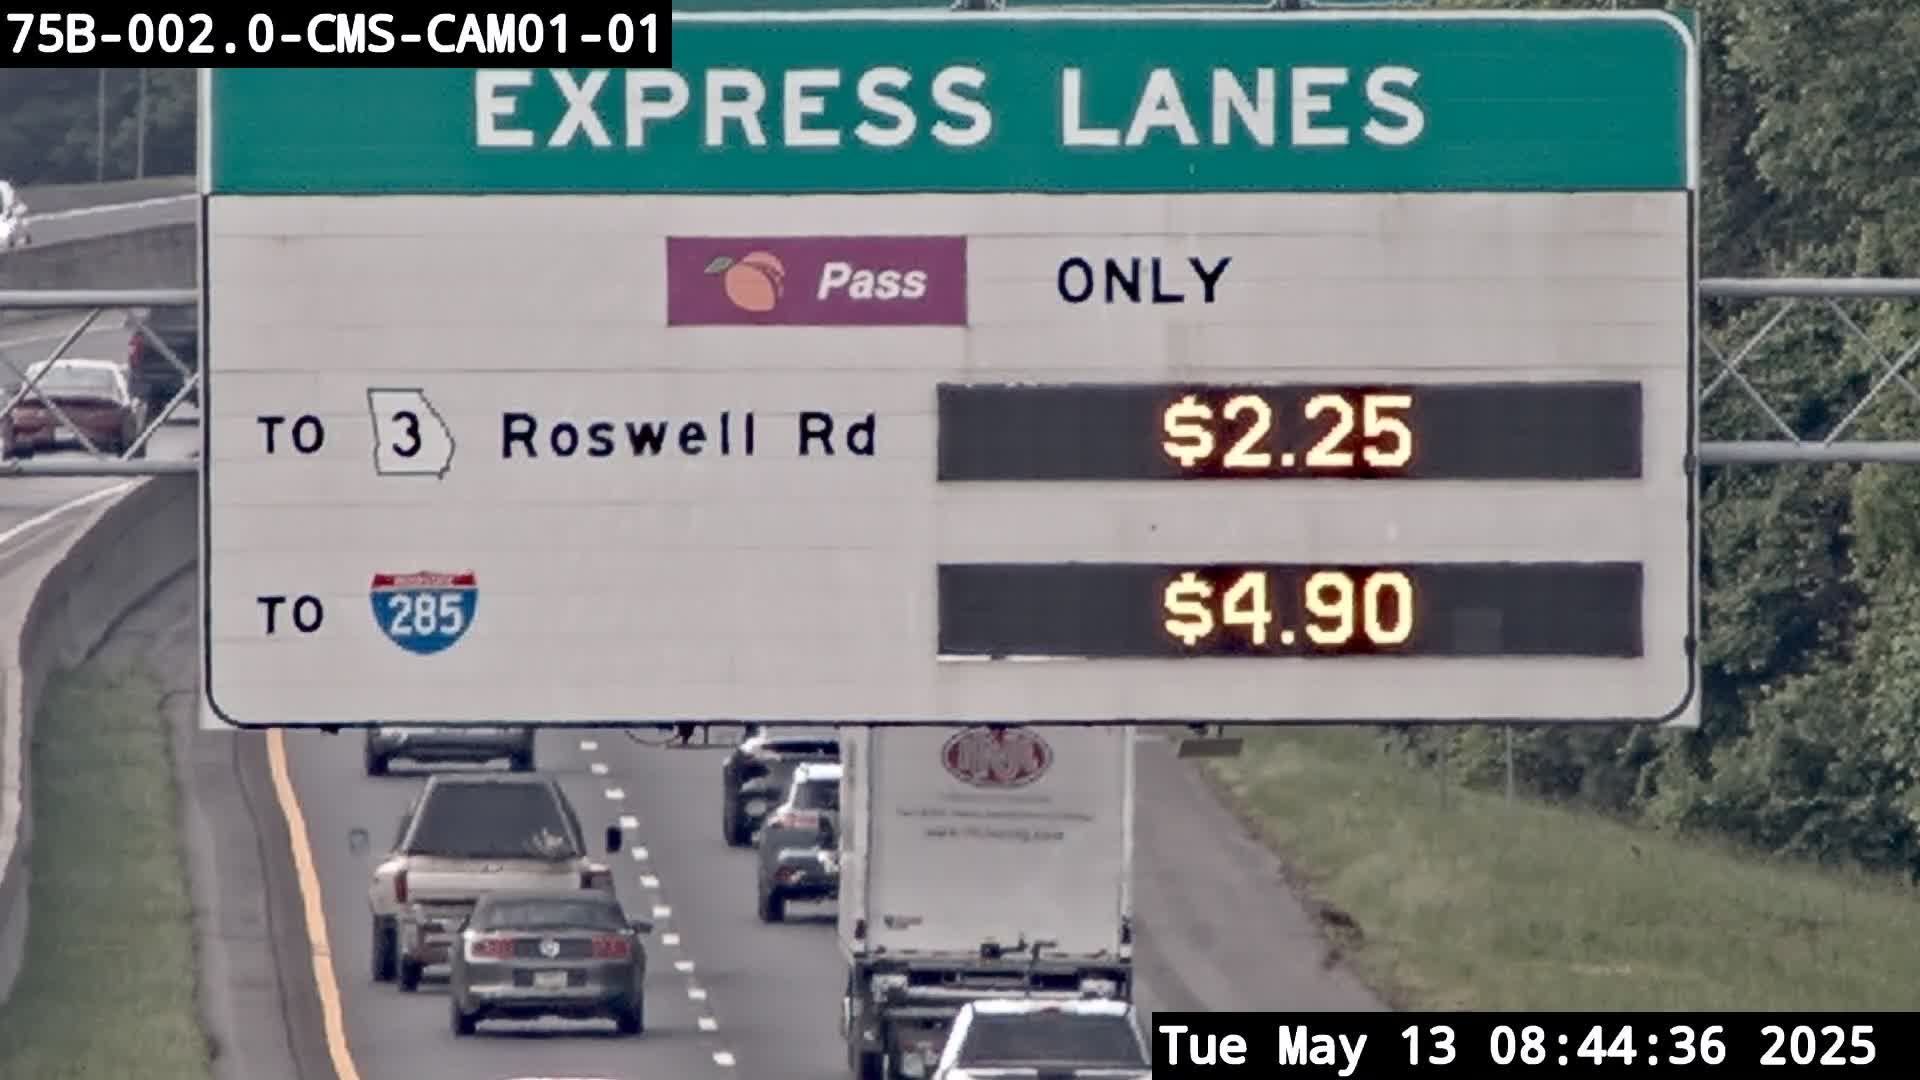 75B-002.0-CMS-CAM01-01
EXPRESS LANES
Pass ONLY
TO 3 Roswell Rd $2.25
TO 285 $4.90
Tue May 13 08:44:36 2025